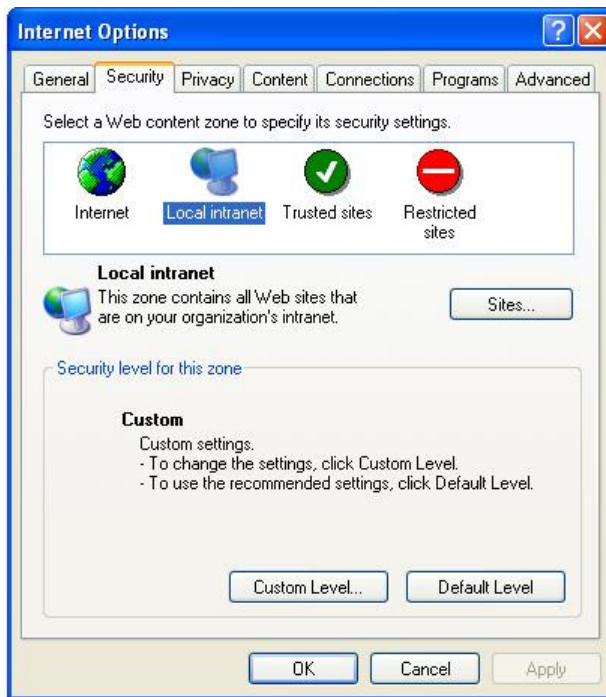 Internet Options
General Security Privacy Content Connections Programs Advanced
Select a Web content zone to specify its security settings.
Internet Local intranet Trusted sites Restricted
sites
Local intranet
This zone contains all Web sites that
are on your organization's intranet.
Sites...
Security level for this zone
Custom
Custom settings.
- To change the settings, click Custom Level.
- To use the recommended settings, click Default Level.
Custom Level... Default Level
OK Cancel Apply